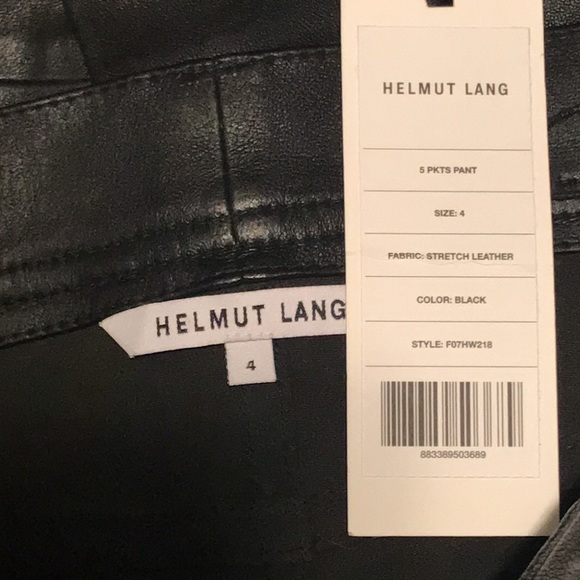 HELMUT LANG
5 PKTS PANT
SIZE: 4
FABRIC: STRETCH LEATHER
COLOR: BLACK
STYLE: F07HW218
883389503689
HELMUT LANG
4